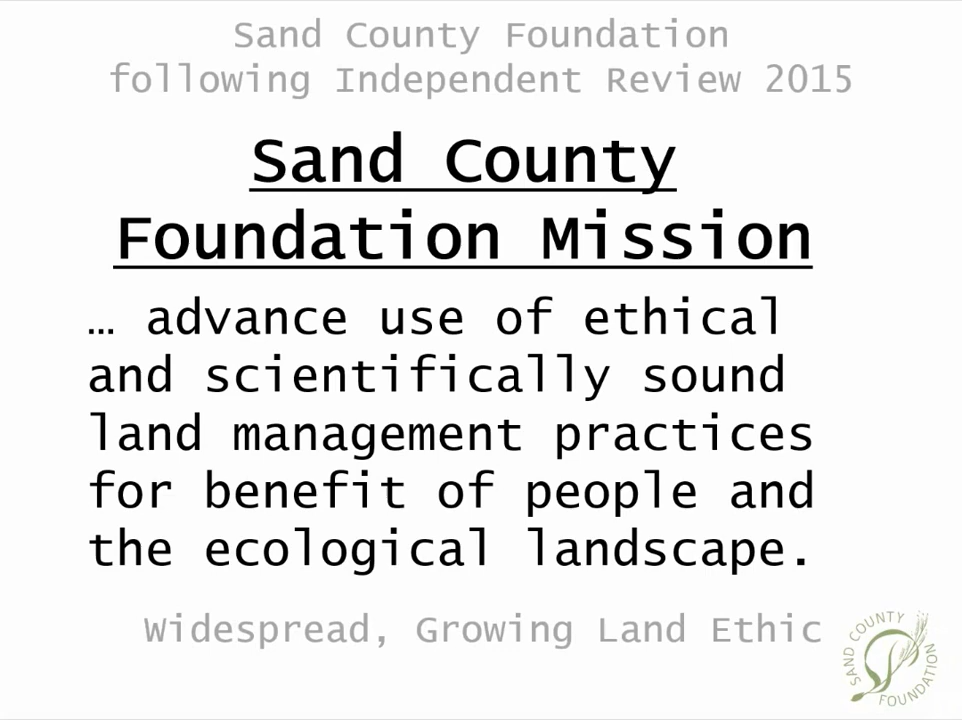 Sand County Foundation
following Independent Review 2015
Sand County
Foundation Mission
… advance use of ethical
and scientifically sound
land management practices
for benefit of people and
the ecological landscape.
Widespread, Growing Land Ethic
SAND COUNTY
FOUNDATION